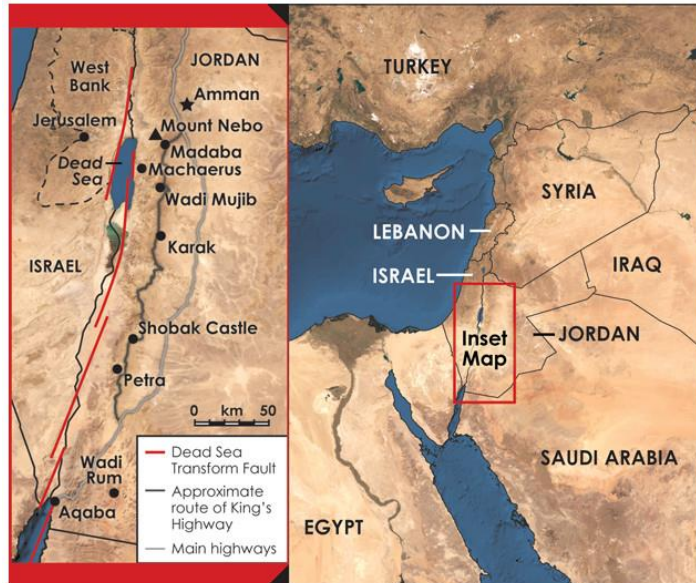 West
Bank
JORDAN
Amman
Jerusalem
Mount Nebo
Madaba
Dead
Sea
Machaerus
Wadi Mujib
Karak
ISRAEL
Shobak Castle
Petra
0 km 50
Wadi
Rum
Aqaba
Dead Sea
Transform Fault
Approximate
route of King's
Highway
Main highways
TURKEY
SYRIA
LEBANON
ISRAEL
IRAQ
Inset
Map
JORDAN
SAUDI ARABIA
EGYPT